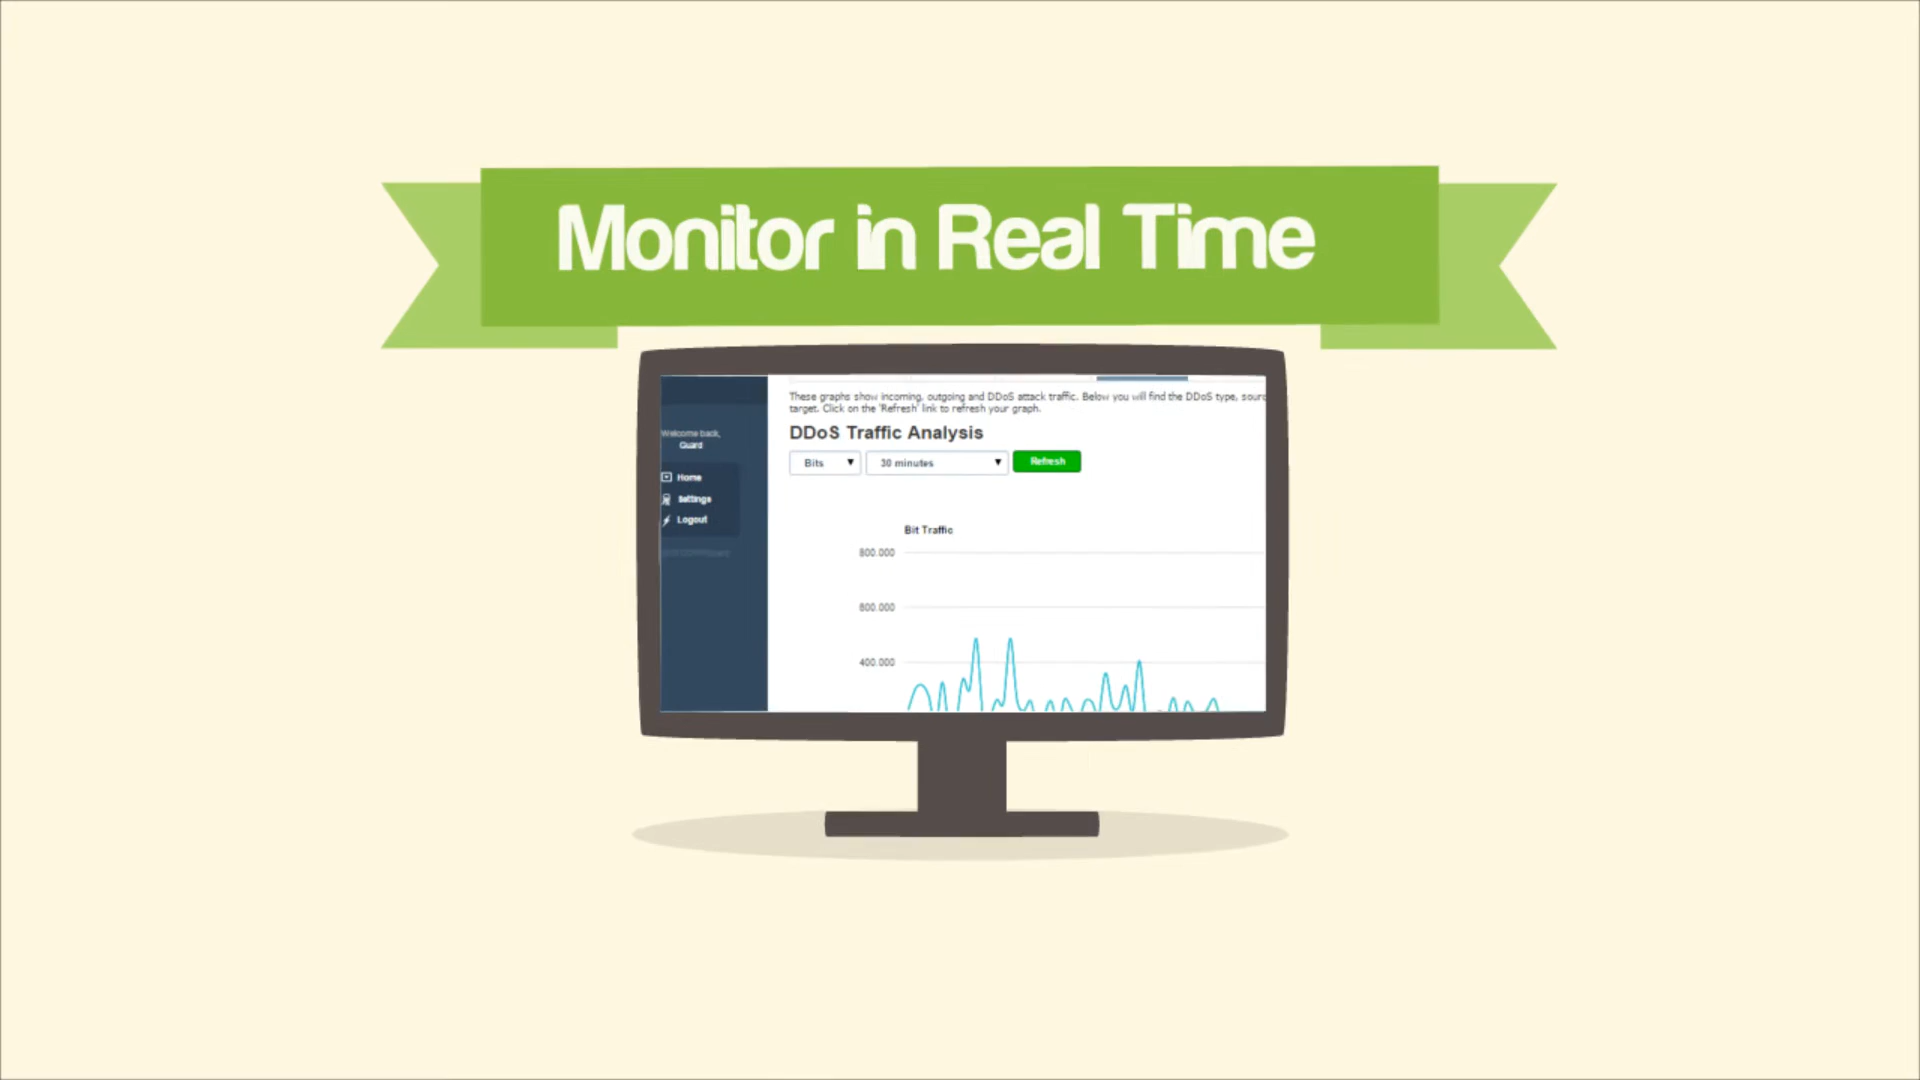 Monitor in Real Time
These graphs show incoming, outgoing and DDoS attack traffic. Below you will find the DDoS type, sourc
target. Click on the 'Refresh' link to refresh your graph.
Welcome back,
Guard
DDoS Traffic Analysis
Bits
30 minutes
Refresh
Home
Settings
Logout
Bit Traffic
800.000
600.000
400.000